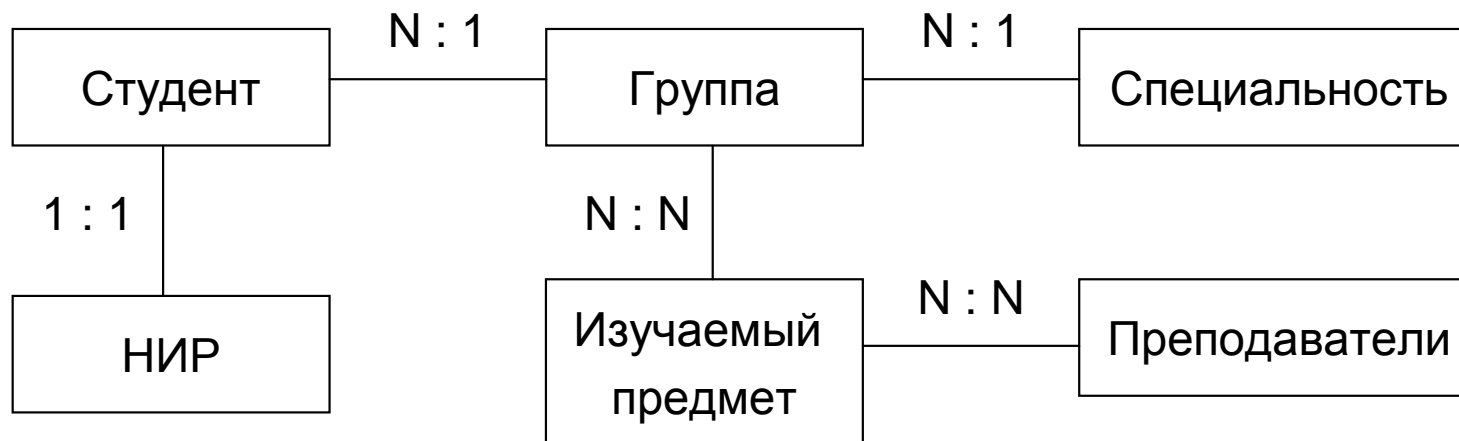 N : 1
N : 1
Студент
Группа
Специальность
1 : 1
N : N
N : N
НИР
Изучаемый
предмет
Преподаватели